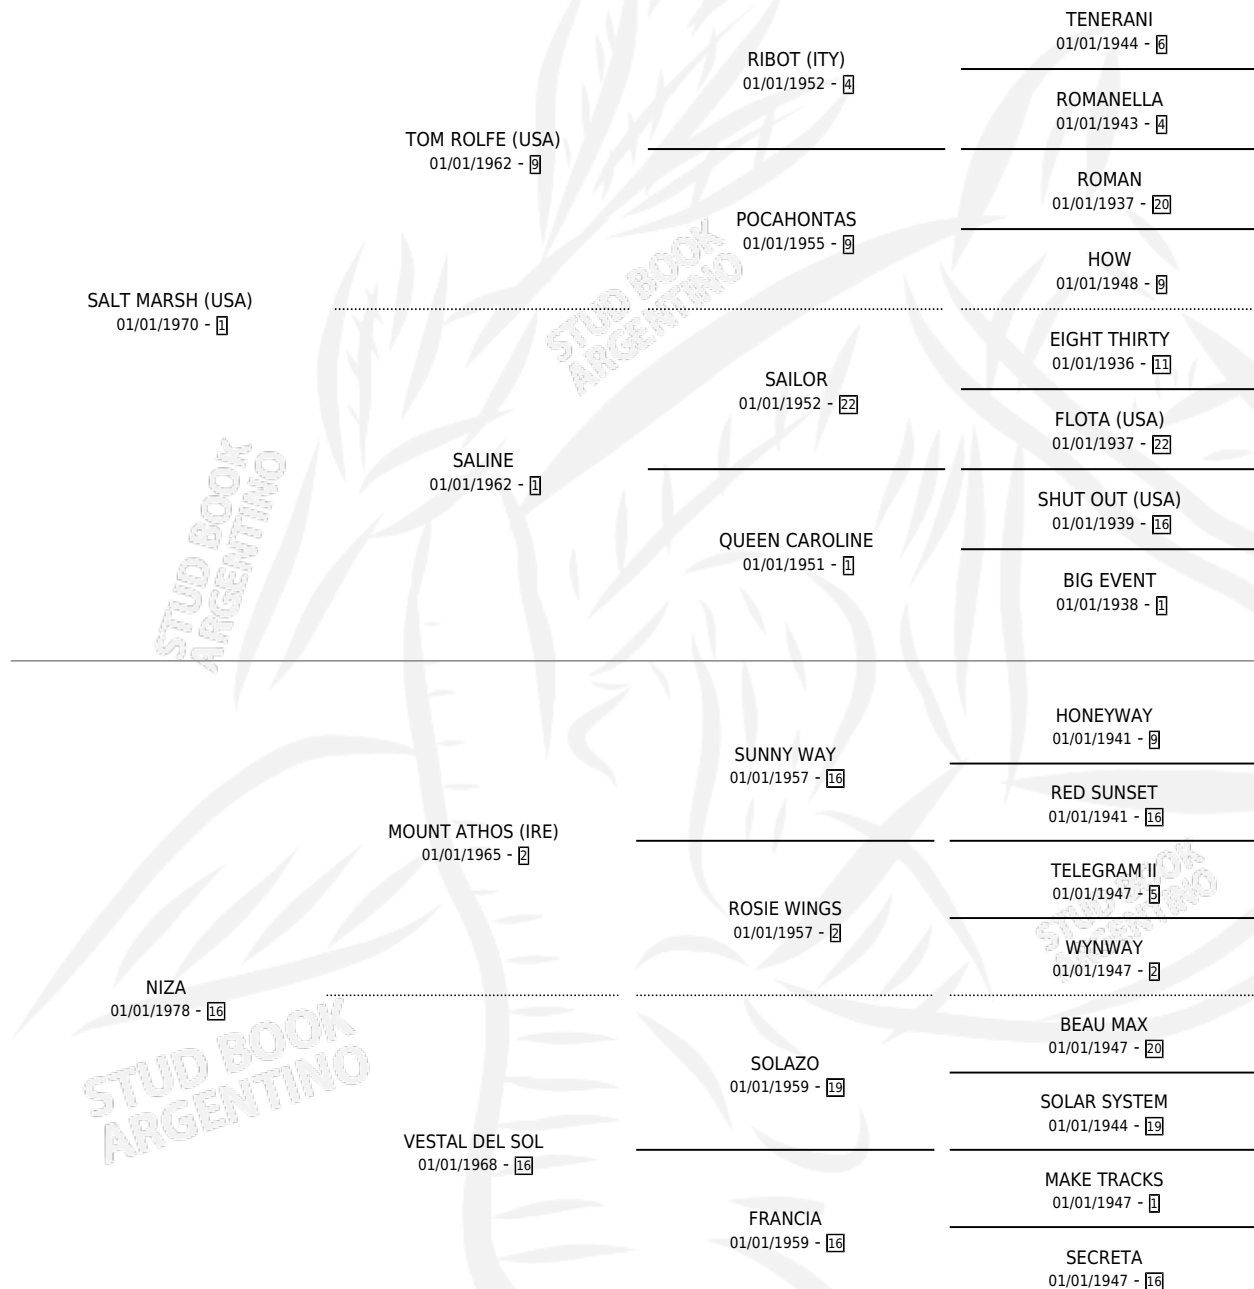 TENERANI
01/01/1944 - 6
RIBOT (ITY)
01/01/1952 - 4
ROMANELLA
01/01/1943 - 4
TOM ROLFE (USA)
01/01/1962 - 9
ROMAN
01/01/1937 - 20
POCAHONTAS
01/01/1955 - 9
HOW
01/01/1948 - 9
SALT MARSH (USA)
01/01/1970 - 1
STUD BOOK
ARGENTINO
EIGHT THIRTY
01/01/1936 - 11
SAILOR
01/01/1952 - 22
FLOTA (USA)
01/01/1937 - 22
SALINE
01/01/1962 - 1
SHUT OUT (USA)
01/01/1939 - 16
QUEEN CAROLINE
01/01/1951 - 1
BIG EVENT
01/01/1938 - 1
STUD BOOK
ARGENTINO
HONEYWAY
01/01/1941 - 9
SUNNY WAY
01/01/1957 - 16
RED SUNSET
01/01/1941 - 16
MOUNT ATHOS (IRE)
01/01/1965 - 2
TELEGRAM II
01/01/1947 - 5
ROSIE WINGS
01/01/1957 - 2
WYNWAY
01/01/1947 - 2
STUD BOOK
ARGENTINO
NIZA
01/01/1978 - 16
STUD BOOK
ARGENTINO
BEAU MAX
01/01/1947 - 20
SOLAZO
01/01/1959 - 19
SOLAR SYSTEM
01/01/1944 - 19
VESTAL DEL SOL
01/01/1968 - 16
MAKE TRACKS
01/01/1947 - 1
FRANCIA
01/01/1959 - 16
SECRETA
01/01/1947 - 16